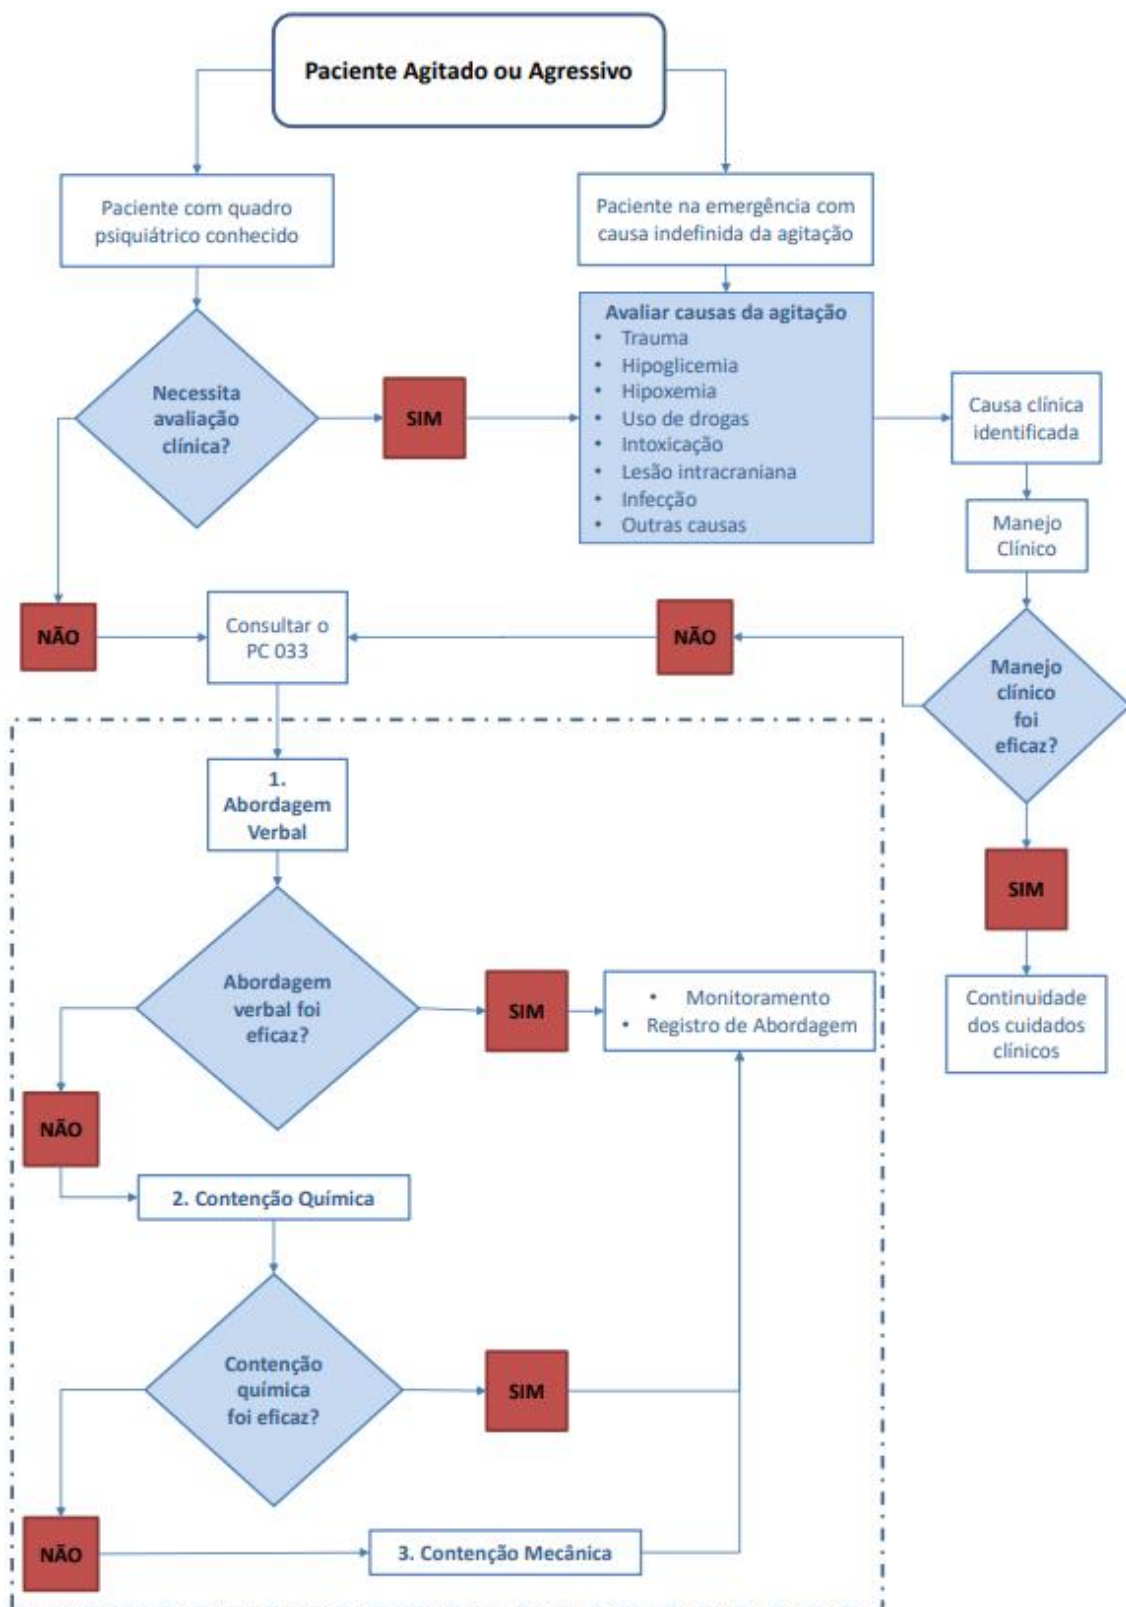 Paciente Agitado ou Agressivo
Paciente com quadro
psiquiátrico conhecido
Paciente na emergência com
causa indefinida da agitação
Avaliar causas da agitação
• Trauma
• Hipoglicemia
• Hipoxemia
• Uso de drogas
• Intoxicação
• Lesão intracraniana
• Infecção
• Outras causas
Necessita
avaliação
clínica?
SIM
Causa clínica
identificada
Manejo
Clínico
NÃO
Consultar o
PC 033
NÃO
Manejo
clínico
foi
eficaz?
1.
Abordagem
Verbal
SIM
Abordagem
verbal foi
eficaz?
SIM
• Monitoramento
• Registro de Abordagem
Continuidade
dos cuidados
clínicos
NÃO
2. Contenção Química
Contenção
química
foi eficaz?
SIM
NÃO
3. Contenção Mecânica